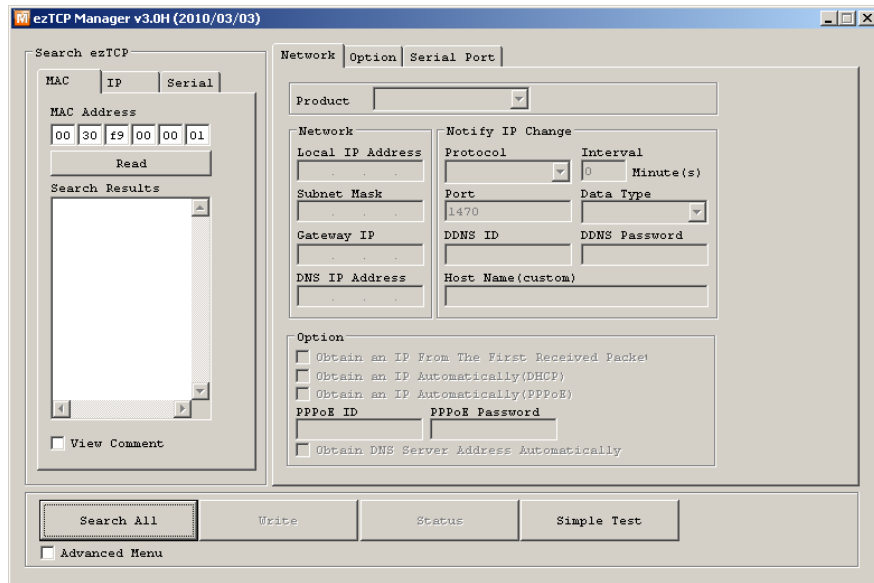 ezTCP Manager v3.0H (2010/03/03)
Search ezTCP
MAC IP Serial
MAC Address
00 30 f9 00 00 01
Read
Search Results
View Comment
Network Option Serial Port
Product
Network
Local IP Address
Subnet Mask
Gateway IP
DNS IP Address
Notify IP Change
Protocol Interval
0 Minute(s)
Port Data Type
1470
DDNS ID DDNS Password
Host Name(custom)
Option
Obtain an IP From The First Received Packet
Obtain an IP Automatically(DHCP)
Obtain an IP Automatically(PPPoE)
PPPoE ID PPPoE Password
Obtain DNS Server Address Automatically
Search All Write Status Simple Test
Advanced Menu